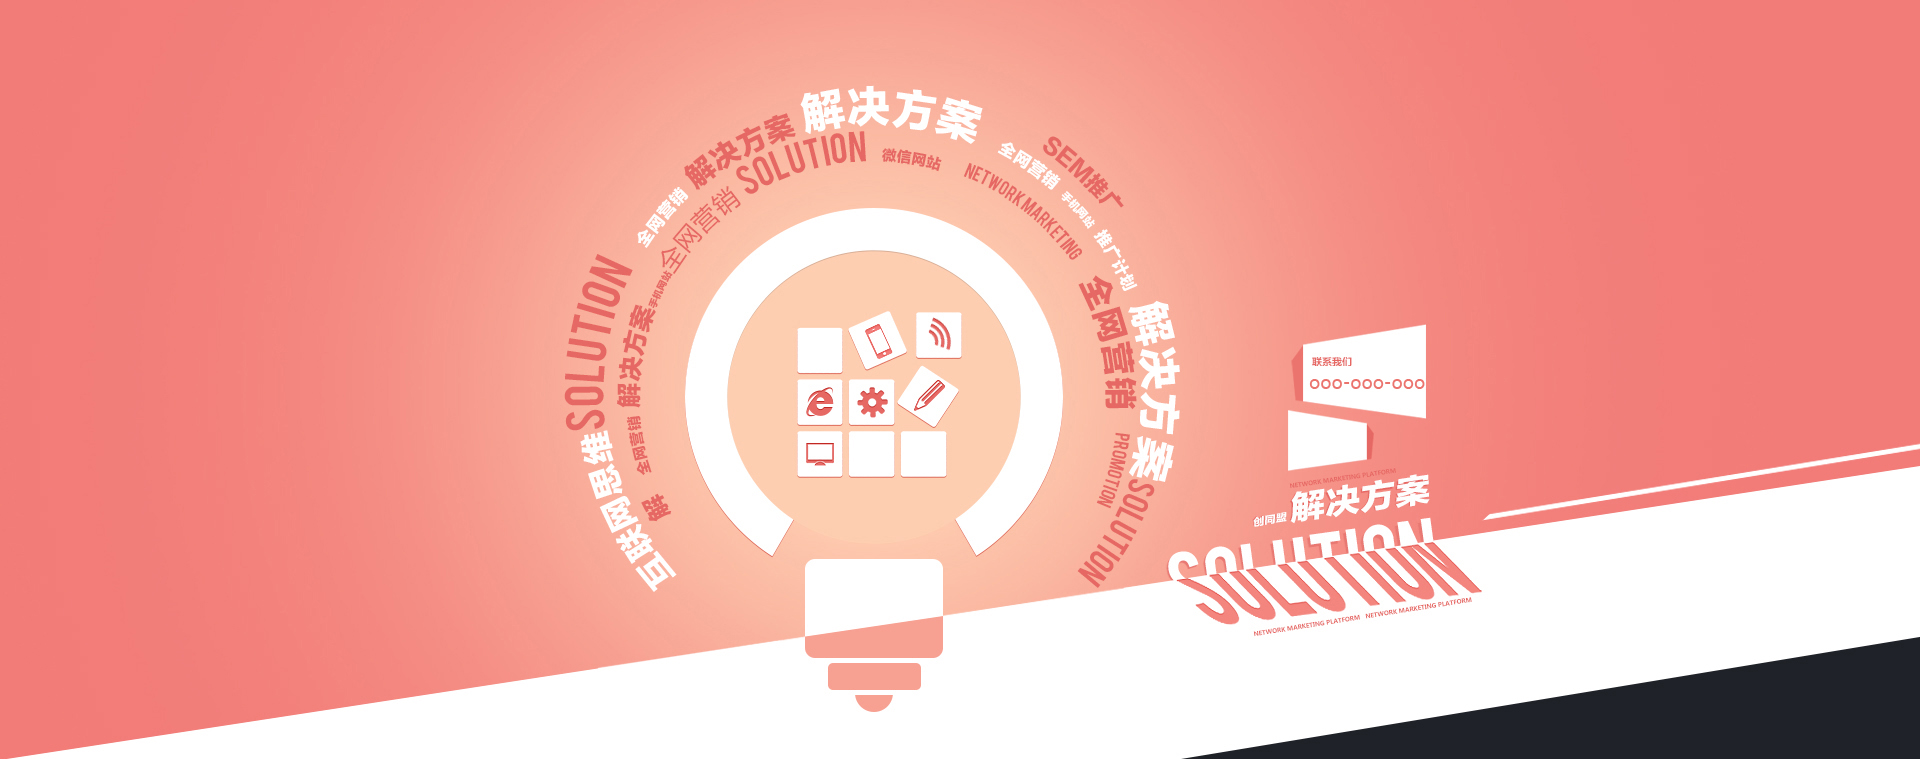 互联网思维
SOLUTION
全网营销
解决方案
解决方案
解
全网营销
解决方案
手机网站
全网营销
SOLUTION
微信网站
NETWORK MARKETING
全网营销
SEM推广
手机网站
推广计划
全网营销
解决方案
PROMOTION
SOLUTION
联系我们
000-000-000
NETWORK MARKETING PLATFORM
创同盟 解决方案
SOLUTION
NETWORK MARKETING PLATFORM NETWORK MARKETING PLATFORM